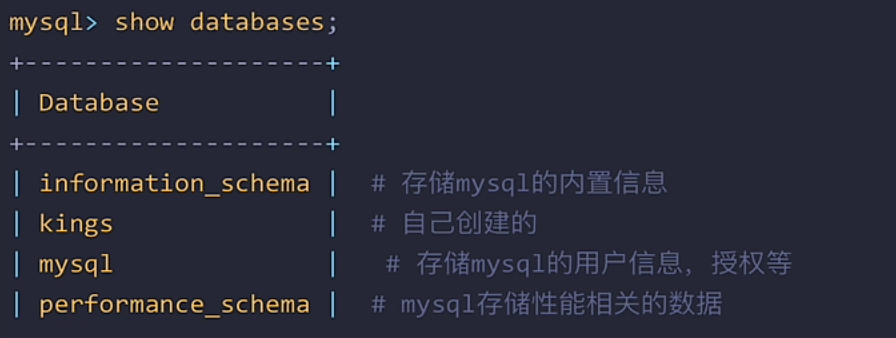 mysql> show databases;
+--------------------+
| Database           |
+--------------------+
| information_schema |  # 存储mysql的内置信息
| kings              |  # 自己创建的
| mysql              |   # 存储mysql的用户信息，授权等
| performance_schema |  # mysql存储性能相关的数据